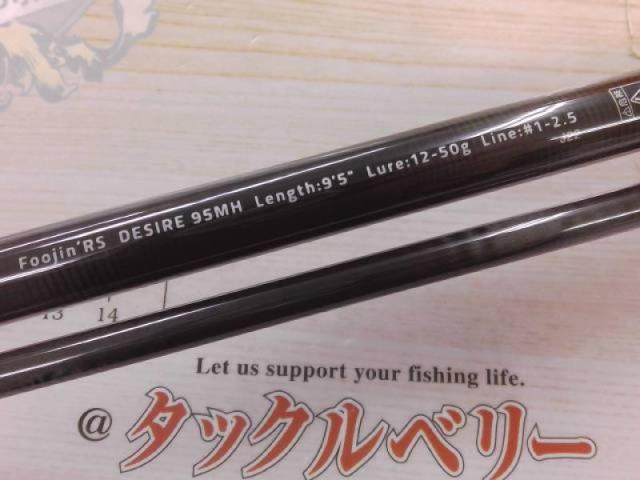 Foojin'RS DESIRE 95MH Length:9'5" Lure:12-50g Line:#1-2.5
J22
13 14
Let us support your fishing life.
@タックルベリー